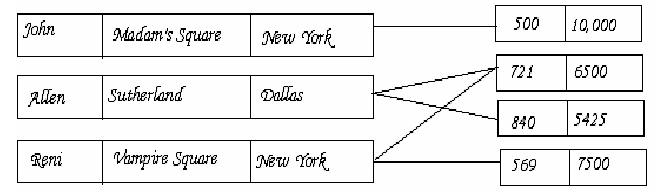 John Madam's Square New York 500 10,000
Allen Sutherland Dallas 721 6500
840 5425
Reni Vampire Square New York 569 7500